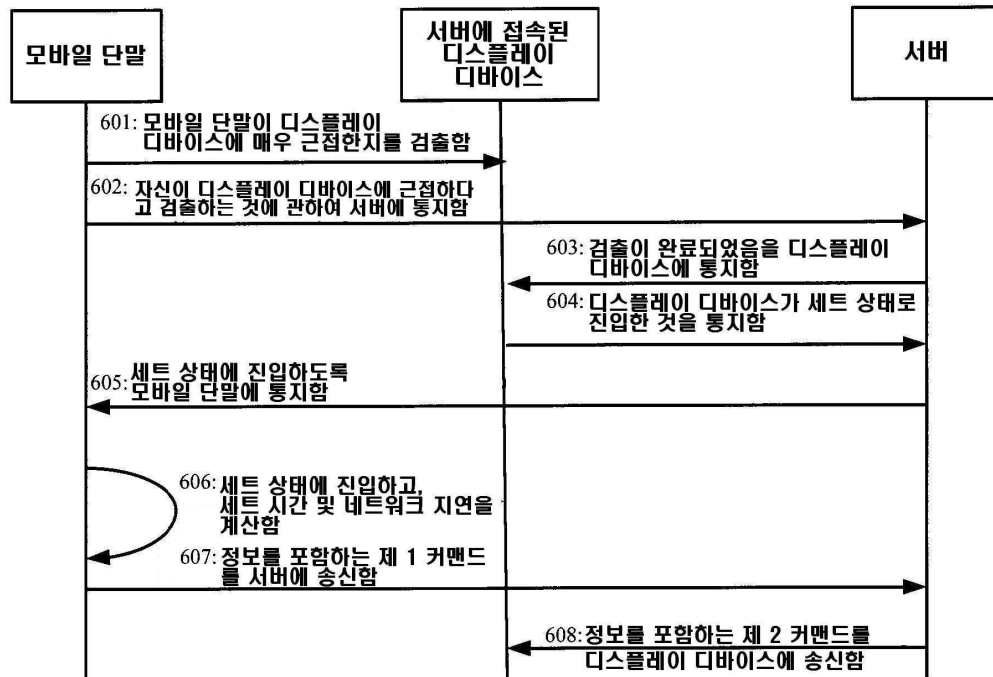 모바일 단말
서버에 접속된
디스플레이
디바이스
서버
601: 모바일 단말이 디스플레이
디바이스에 매우 근접한지를 검출함
602: 자신이 디스플레이 디바이스에 근접하다
고 검출하는 것에 관하여 서버에 통지함
603: 검출이 완료되었음을 디스플레이
디바이스에 통지함
604: 디스플레이 디바이스가 세트 상태로
진입한 것을 통지함
605: 세트 상태에 진입하도록
모바일 단말에 통지함
606: 세트 상태에 진입하고,
세트 시간 및 네트워크 지연을
계산함
607: 정보를 포함하는 제 1 커맨드
를 서버에 송신함
608: 정보를 포함하는 제 2 커맨드를
디스플레이 디바이스에 송신함